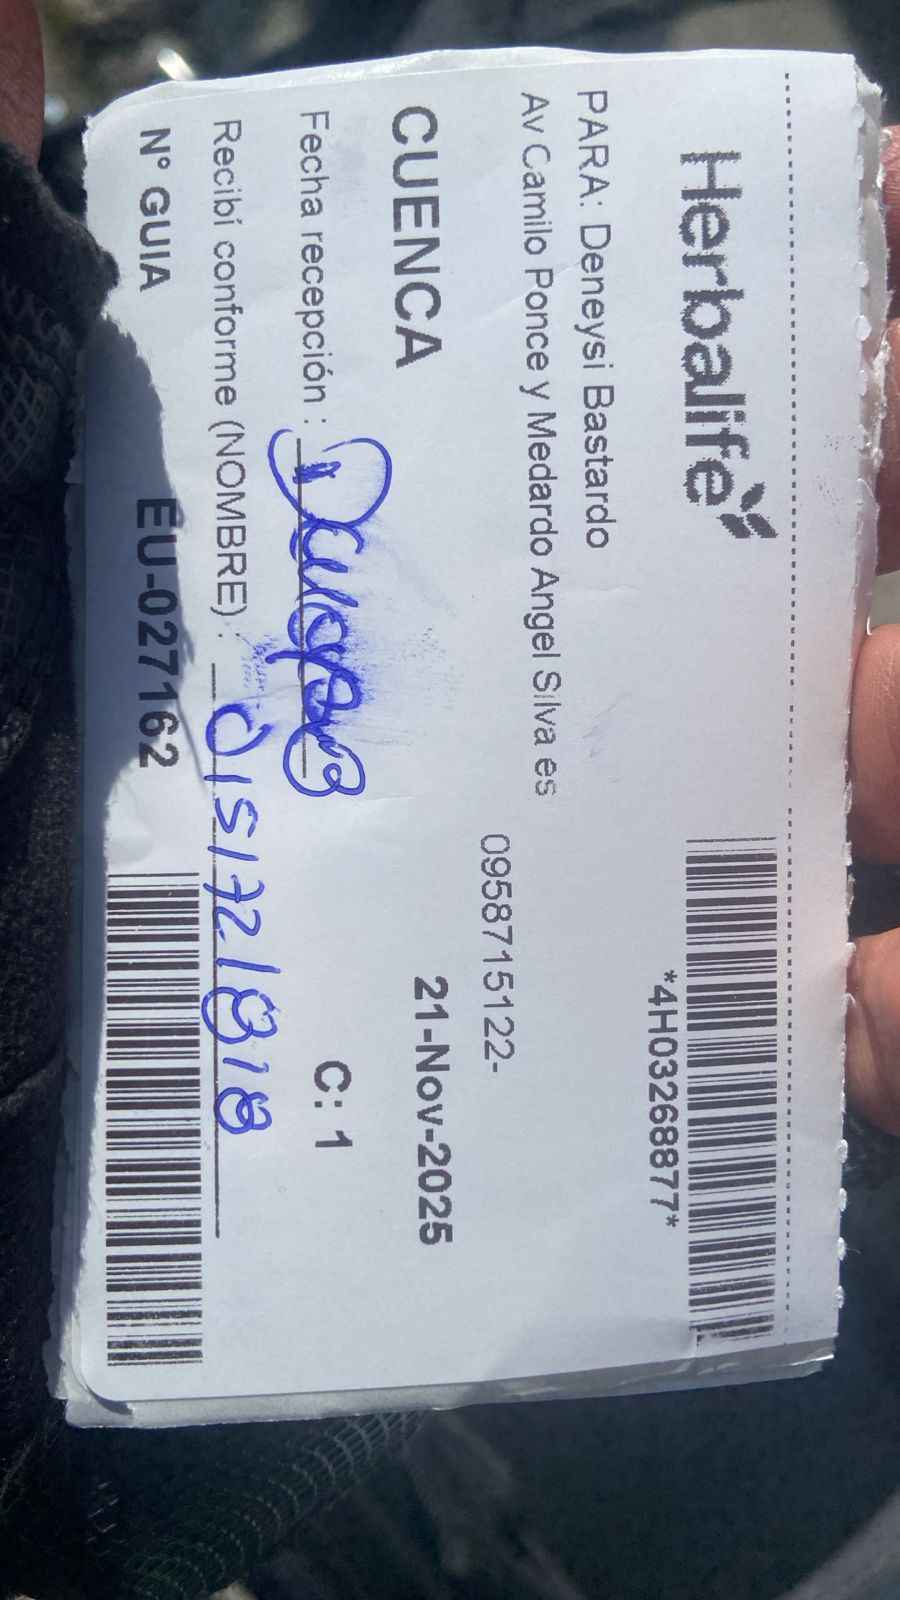 Herbalife
*4H03268877*
PARA: Deneysi Bastardo
Av Camilo Ponce y Medardo Angel Silva es
0958715122-
CUENCA 21-Nov-2025
Fecha recepción : C: 1
Recibí conforme (NOMBRE) : 0151721818
N° GUIA EU-027162